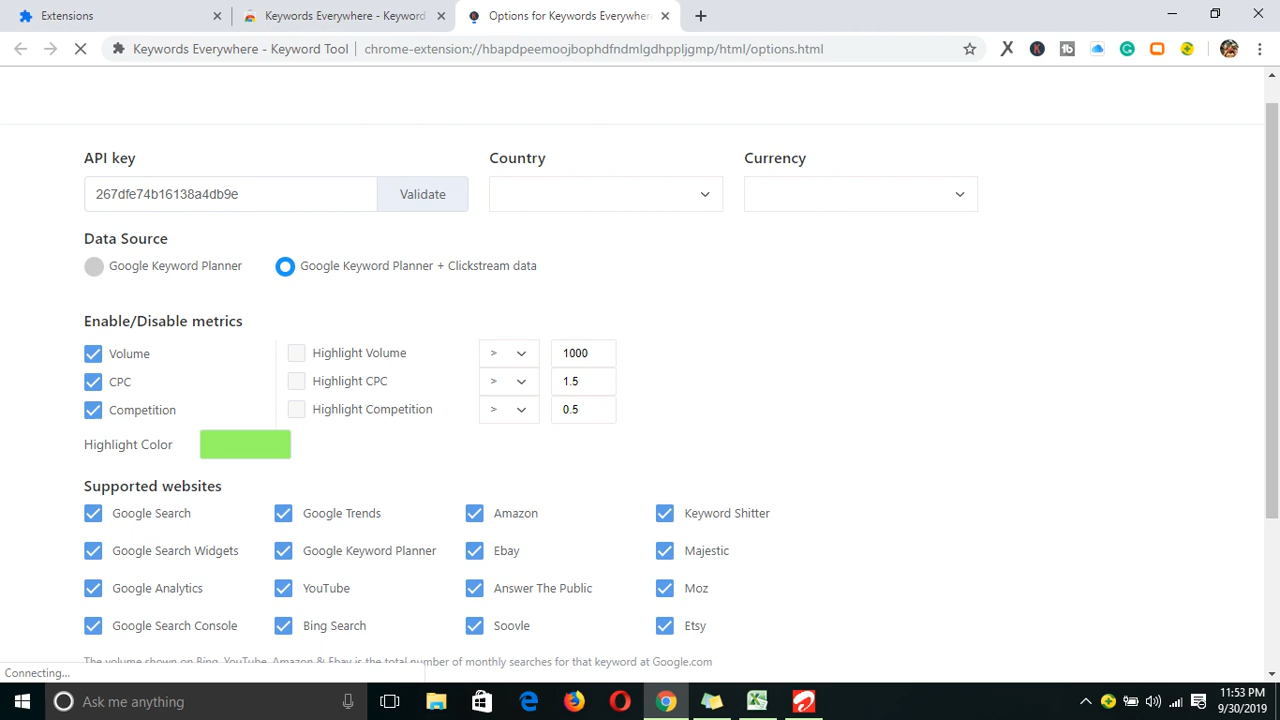 Extensions
Keywords Everywhere - Keyword
Options for Keywords Everywhere
Keywords Everywhere - Keyword Tool
chrome-extension://hbapdpeemoojbophdfndmlgdhppljgmp/html/options.html
API key
Country
Currency
267dfe74b16138a4db9e
Validate
Data Source
Google Keyword Planner
Google Keyword Planner + Clickstream data
Enable/Disable metrics
Volume
Highlight Volume
>
1000
CPC
Highlight CPC
>
1.5
Competition
Highlight Competition
>
0.5
Highlight Color
Supported websites
Google Search
Google Trends
Amazon
Keyword Shitter
Google Search Widgets
Google Keyword Planner
Ebay
Majestic
Google Analytics
YouTube
Answer The Public
Moz
Google Search Console
Bing Search
Soovle
Etsy
The volume shown on Bing, YouTube, Amazon & Ebay is the total number of monthly searches for that keyword at Google.com
Connecting...
Ask me anything
11:53 PM
9/30/2019